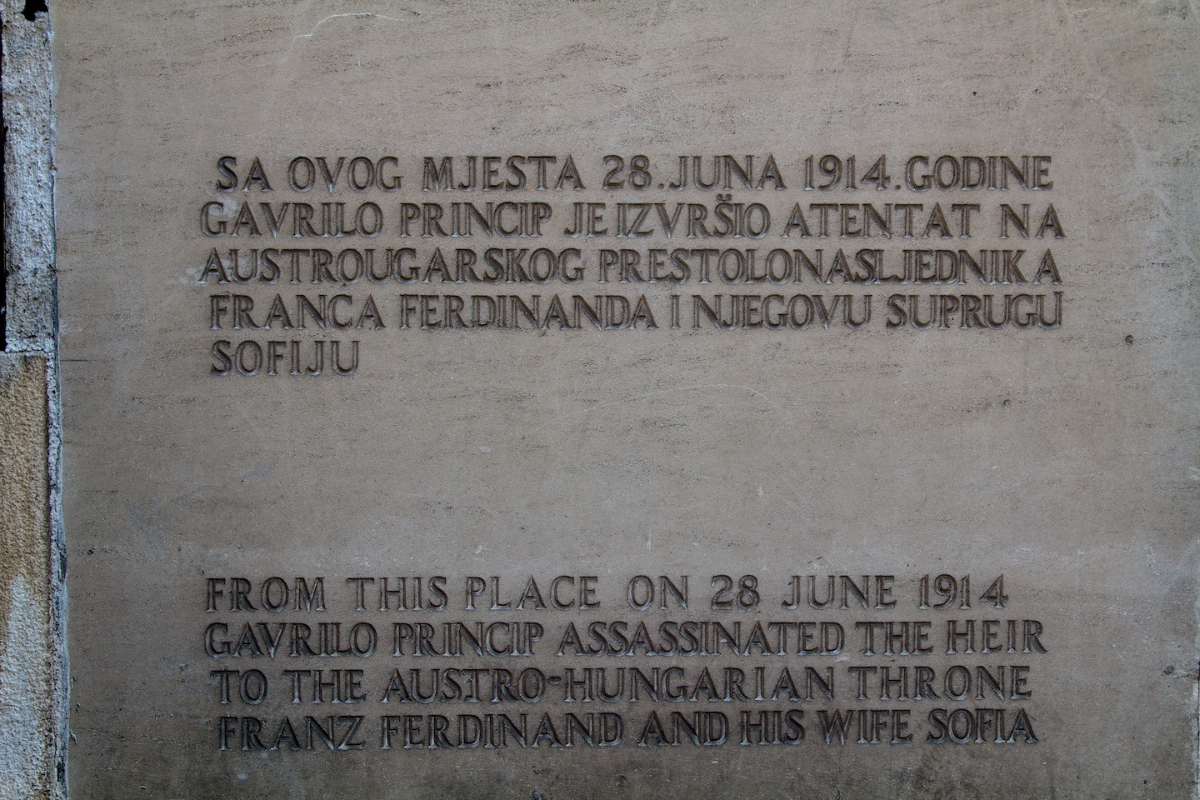 SA OVOG MJESTA 28. JUNA 1914. GODINE
GAVRILO PRINCIP JE IZVRŠIO ATENTAT NA
AUSTROUGARSKOG PRESTOLONASLJEDNIKA
FRANCA FERDINANDA I NJEGOVU SUPRUGU
SOFIJU
FROM THIS PLACE ON 28 JUNE 1914
GAVRILO PRINCIP ASSASSINATED THE HEIR
TO THE AUSTRO-HUNGARIAN THRONE
FRANZ FERDINAND AND HIS WIFE SOFIA